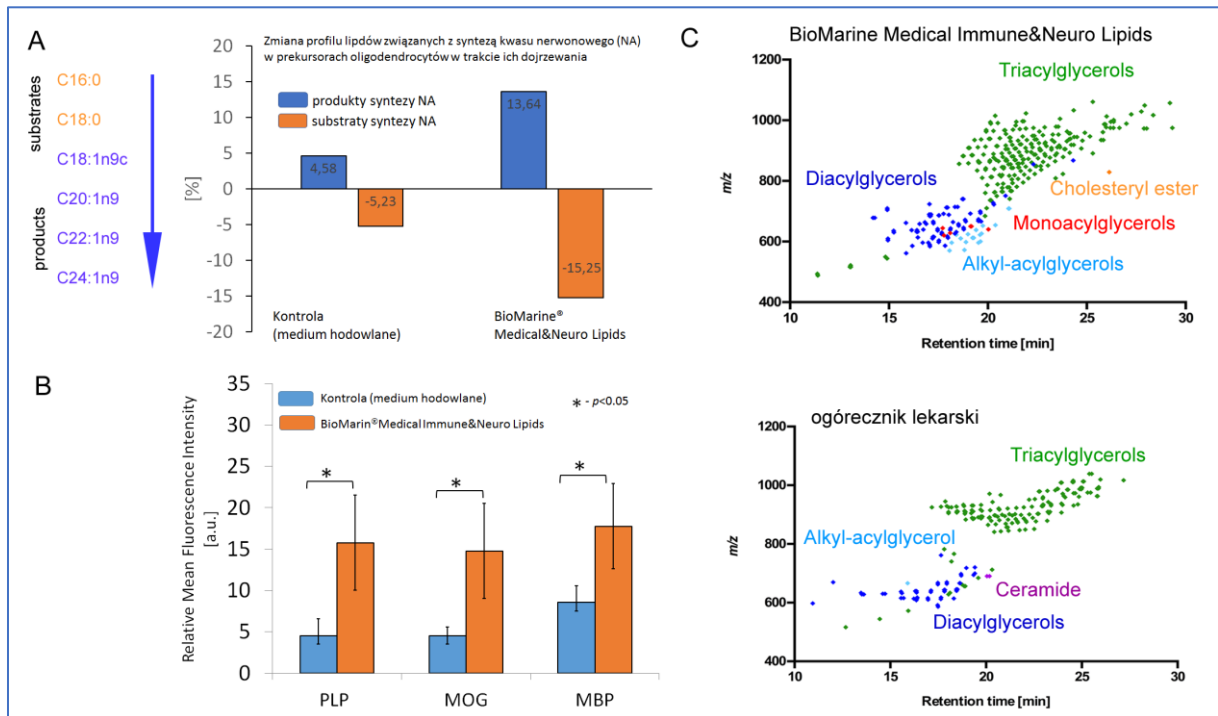 A
substrates
products
C16:0
C18:0
C18:1n9c
C20:1n9
C22:1n9
C24:1n9
Zmiana profilu lipdów związanych z syntezą kwasu nerwonowego (NA)
w prekursorach oligodendrocytów w trakcie ich dojrzewania
[%]
20
15
10
5
0
-5
-10
-15
-20
produkty syntezy NA
substraty syntezy NA
4,58
-5,23
13,64
-15,25
Kontrola
(medium hodowlane)
BioMarine®
Medical&Neuro Lipids
B
Relative Mean Fluorescence Intensity
[a.u.]
35
30
25
20
15
10
5
0
Kontrola (medium hodowlane)
BioMarin®Medical Immune&Neuro Lipids
* - p<0.05
*
*
*
PLP
MOG
MBP
C
BioMarine Medical Immune&Neuro Lipids
m/z
1200
1000
800
600
400
Triacylglycerols
Diacylglycerols
Cholesteryl ester
Monoacylglycerols
Alkyl-acylglycerols
10
15
20
25
30
Retention time [min]
ogórecznik lekarski
m/z
1200
1000
800
600
400
Triacylglycerols
Alkyl-acylglycerol
Ceramide
Diacylglycerols
10
15
20
25
30
Retention time [min]